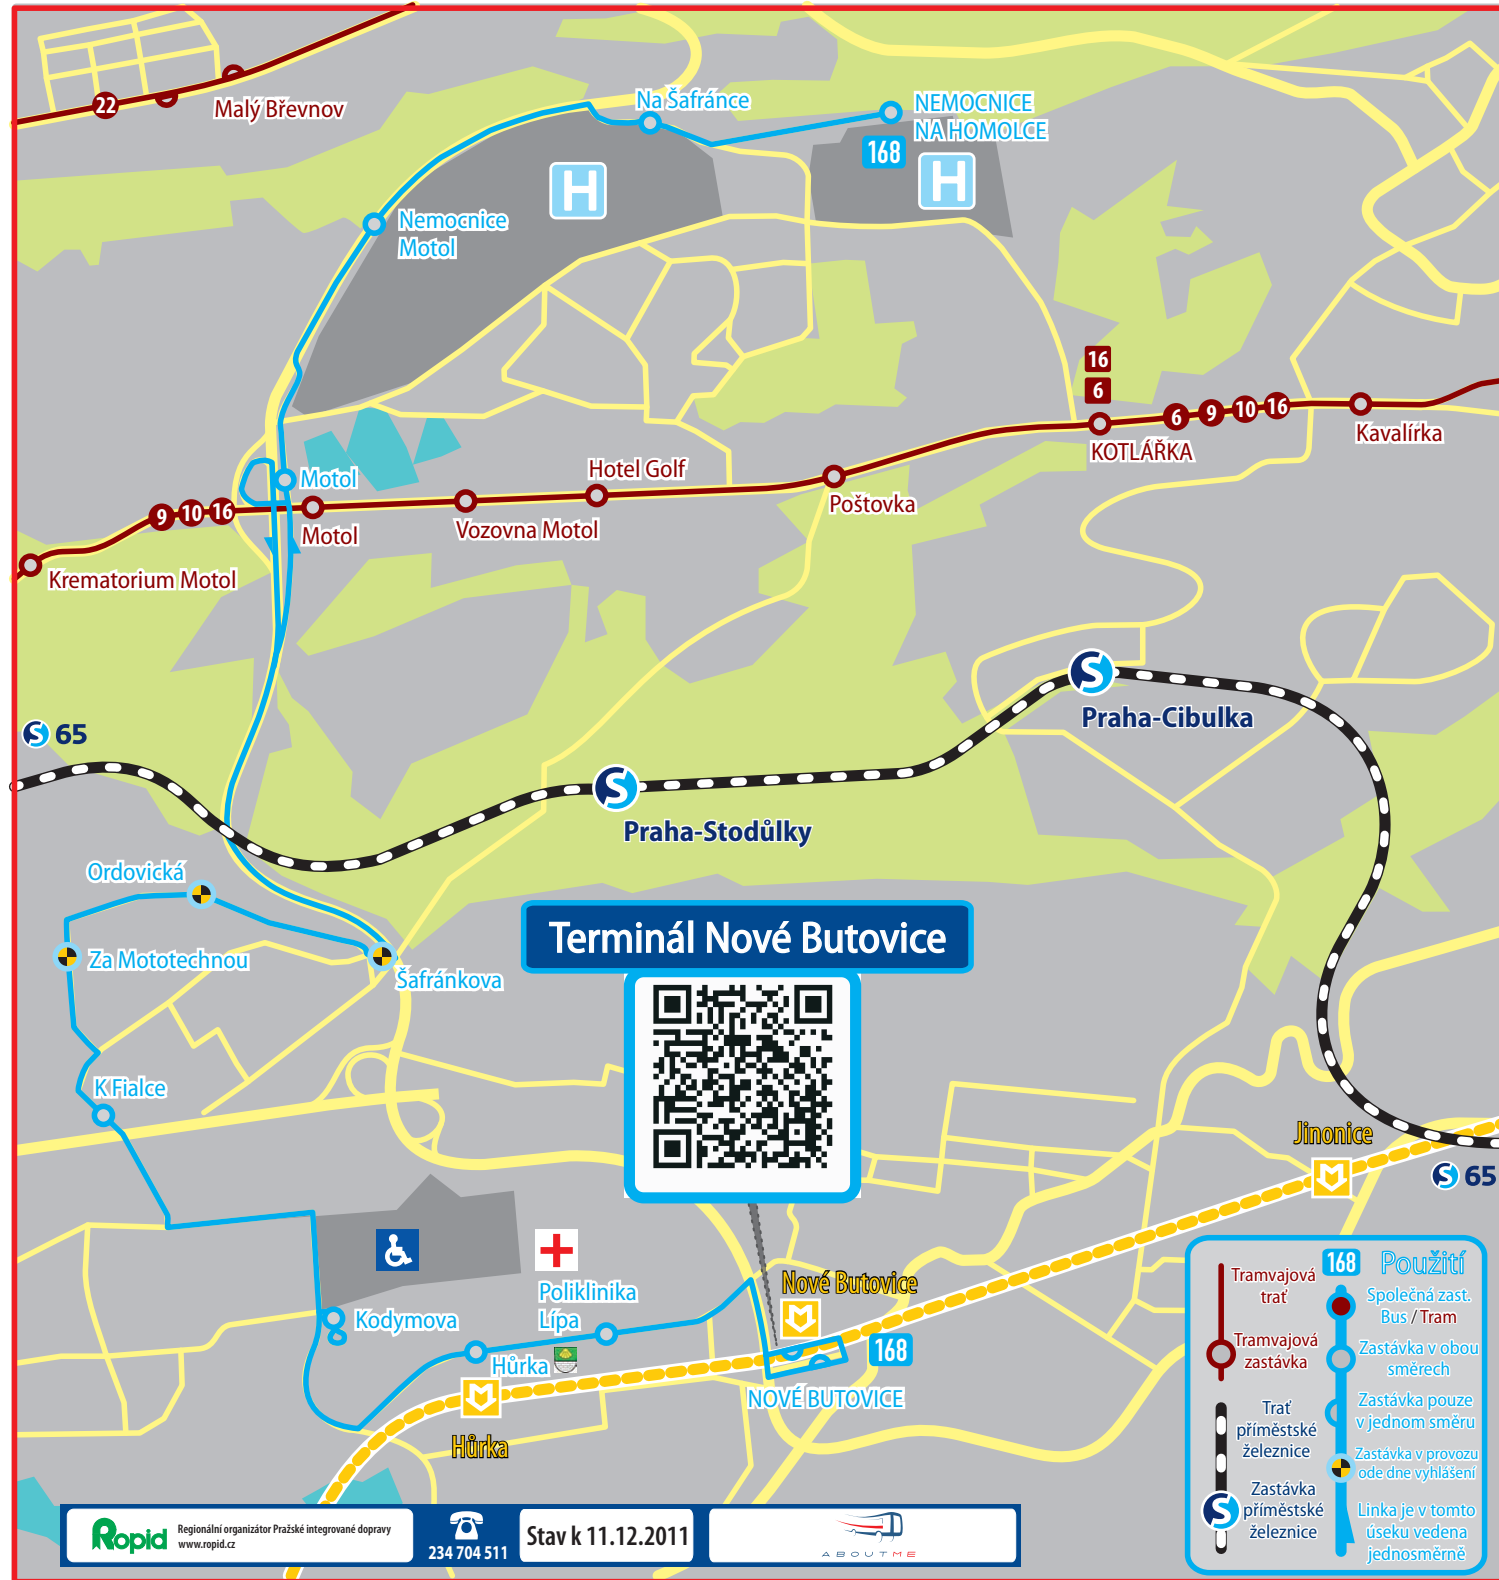 22
Malý Břevnov
Na Šafránce
NEMOCNICE
NA HOMOLCE
168
H
H
Nemocnice
Motol
16
6
6
9
10
16
KOTLÁŘKA
Kavalírka
Motol
Hotel Golf
Poštovka
9
10
16
Motol
Vozovna Motol
Krematorium Motol
S
Praha-Cibulka
S 65
S
Praha-Stodůlky
Ordovická
Za Mototechnou
Šafránkova
Terminál Nové Butovice
K Fialce
Jinonice
M
S 65
Nové Butovice
M
Poliklinika
Lípa
Kodymova
Hůrka
168
NOVÉ BUTOVICE
M
Hůrka
168
Použití
Tramvajová
trať
Společná zast.
Bus / Tram
Tramvajová
zastávka
Zastávka v obou
směrech
Trať
příměstské
železnice
Zastávka pouze
v jednom směru
Zastávka v provozu
ode dne vyhlášení
S
Zastávka
příměstské
železnice
Linka je v tomto
úseku vedena
jednosměrně
Ropid
Regionální organizátor Pražské integrované dopravy
www.ropid.cz
234 704 511
Stav k 11.12.2011
ABOUTME